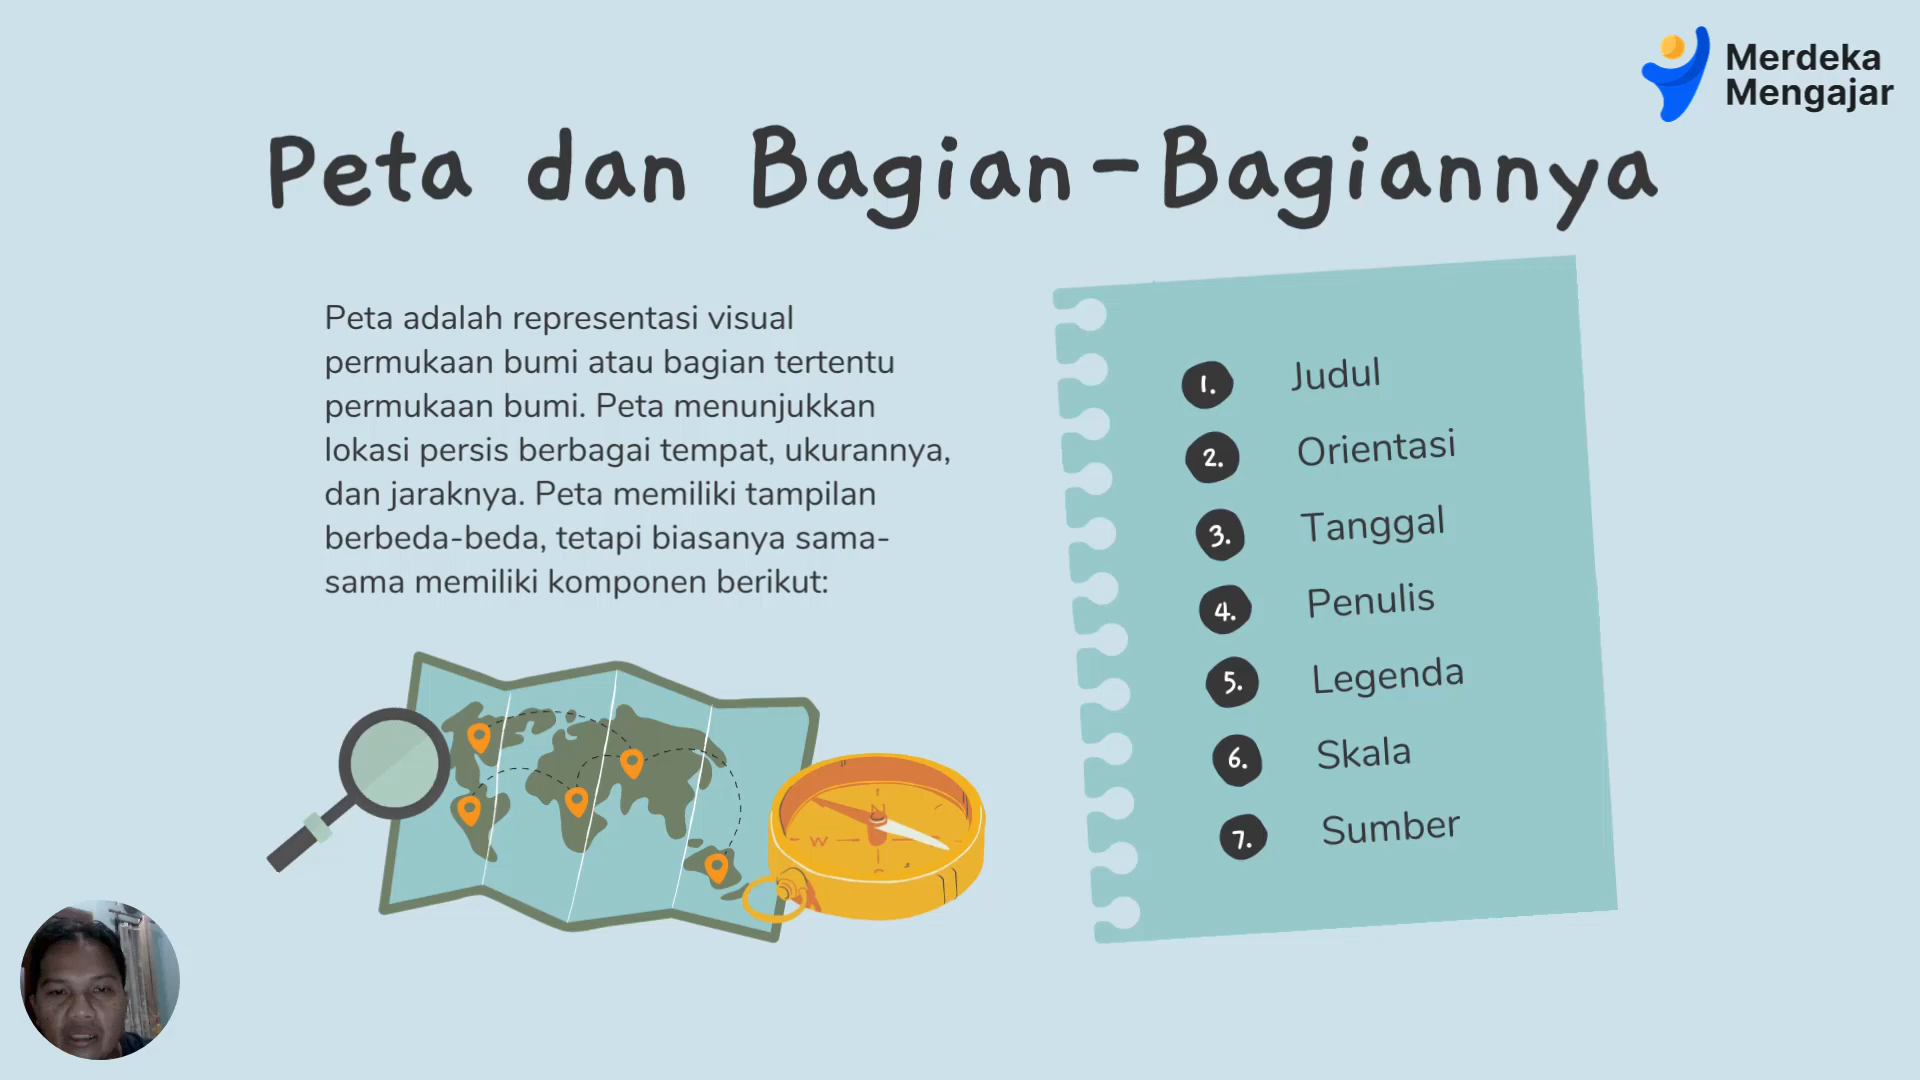 Merdeka
Mengajar
Peta dan Bagian-Bagiannya
Peta adalah representasi visual
permukaan bumi atau bagian tertentu
permukaan bumi. Peta menunjukkan
lokasi persis berbagai tempat, ukurannya,
dan jaraknya. Peta memiliki tampilan
berbeda-beda, tetapi biasanya sama-
sama memiliki komponen berikut:
1. Judul
2. Orientasi
3. Tanggal
4. Penulis
5. Legenda
6. Skala
7. Sumber
N
W